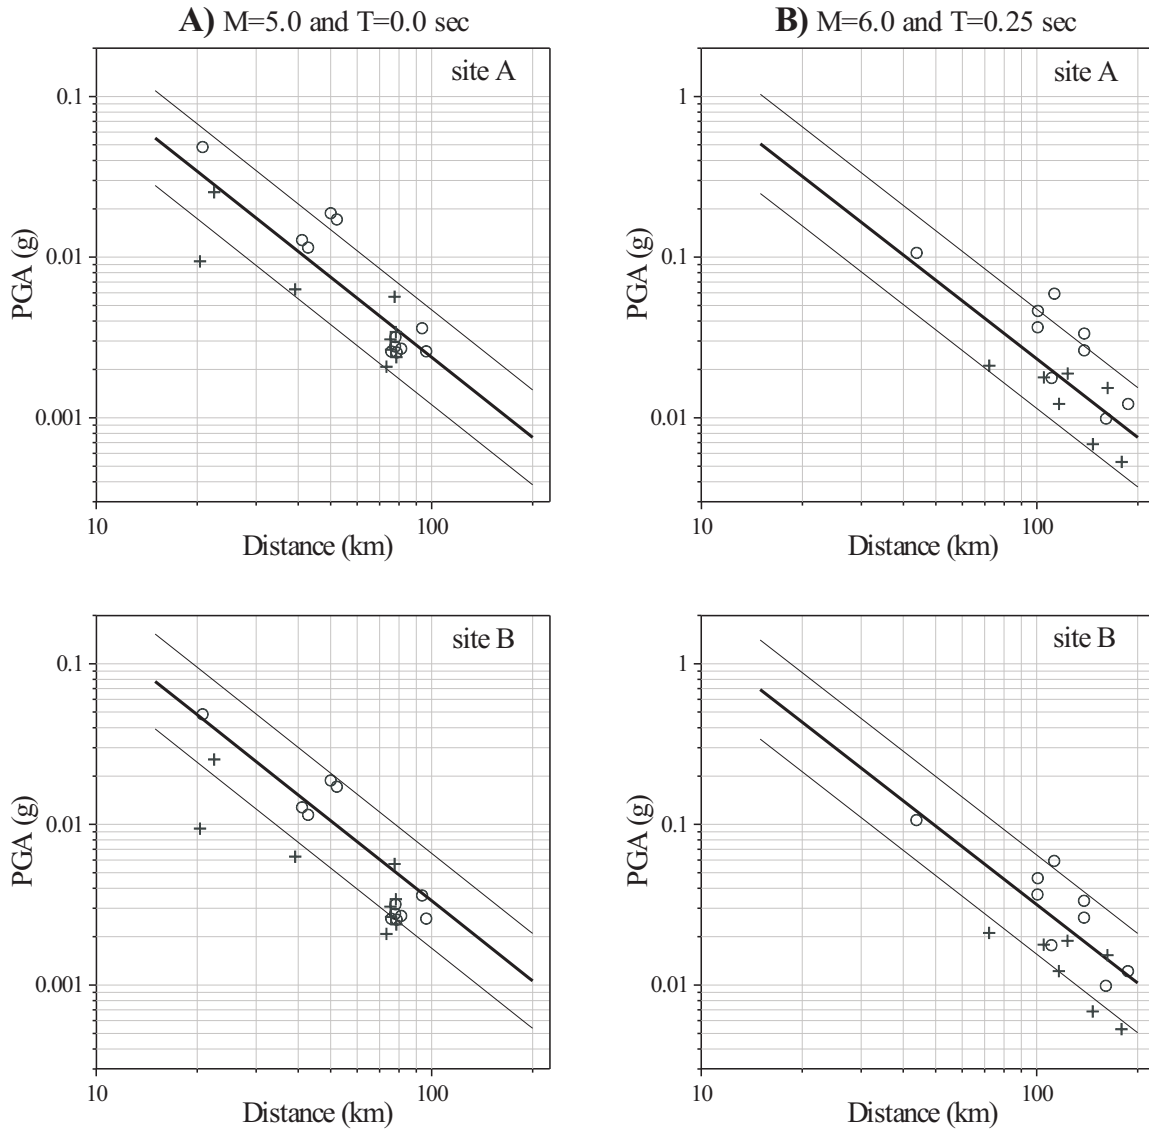 A) M=5.0 and T=0.0 sec
B) M=6.0 and T=0.25 sec
site A
0.1
0.01
0.001
PGA (g)
10
100
Distance (km)
site A
1
0.1
0.01
PGA (g)
10
100
Distance (km)
site B
0.1
0.01
0.001
PGA (g)
10
100
Distance (km)
site B
1
0.1
0.01
PGA (g)
10
100
Distance (km)